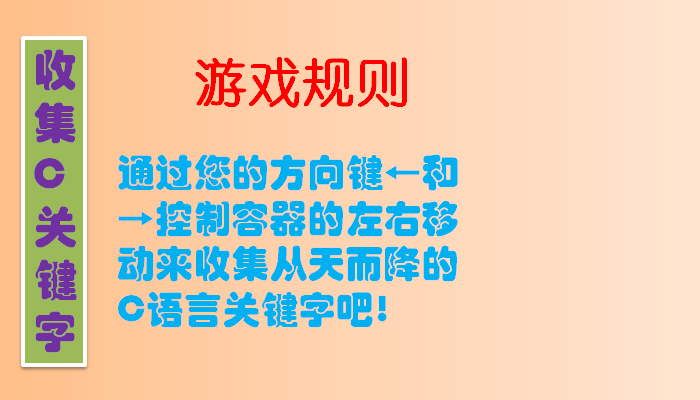 收集C关键字
游戏规则
通过您的方向键←和
→控制容器的左右移
动来收集从天而降的
C语言关键字吧!